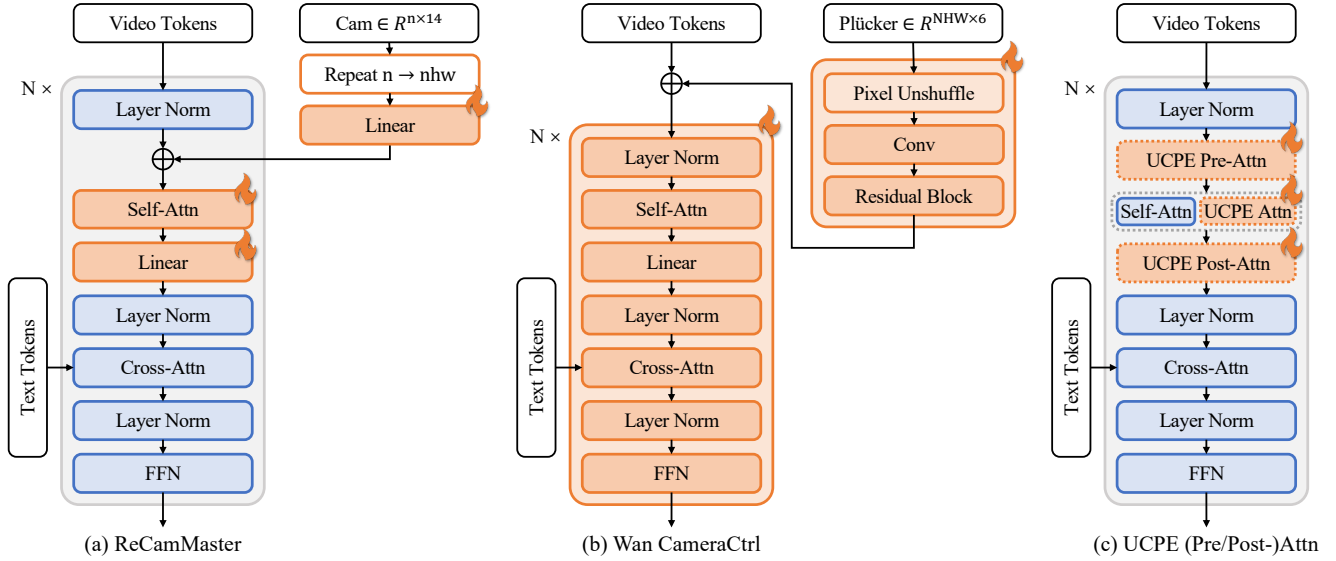 Video Tokens
Cam ∈ R^{n×14}
Repeat n → nhw
Linear
N ×
Layer Norm
Self-Attn
Linear
Layer Norm
Text Tokens
Cross-Attn
Layer Norm
FFN
(a) ReCamMaster
Video Tokens
Plücker ∈ R^{NHW×6}
Pixel Unshuffle
Conv
Residual Block
N ×
Layer Norm
Self-Attn
Linear
Layer Norm
Text Tokens
Cross-Attn
Layer Norm
FFN
(b) Wan CameraCtrl
Video Tokens
N ×
Layer Norm
UCPE Pre-Attn
Self-Attn UCPE Attn
UCPE Post-Attn
Layer Norm
Text Tokens
Cross-Attn
Layer Norm
FFN
(c) UCPE (Pre/Post-)Attn